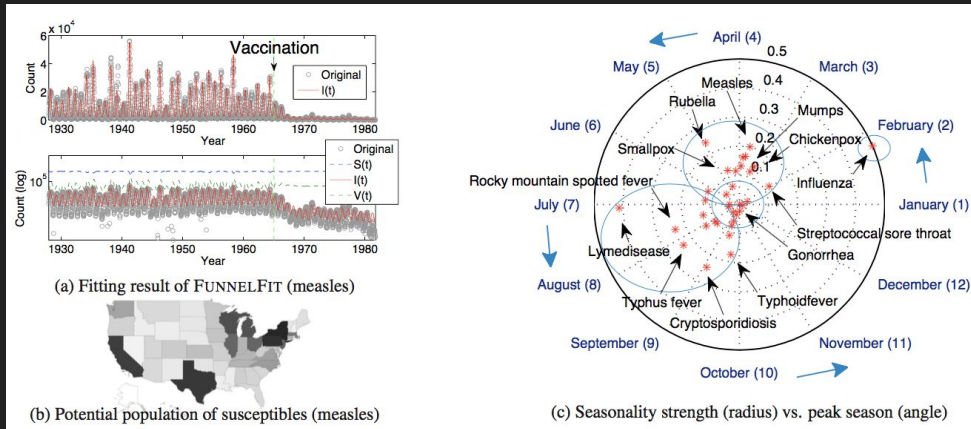 x 10^4
6
4
2
0
Count
Vaccination
Original
I(t)
1930
1940
1950
1960
1970
1980
Year
Original
S(t)
I(t)
V(t)
Count (log)
10^5
1930
1940
1950
1960
1970
1980
Year
(a) Fitting result of FUNNELFIT (measles)
(b) Potential population of susceptibles (measles)
April (4)
May (5)
March (3)
0.5
0.4
0.3
0.2
0.1
Measles
Rubella
Mumps
June (6)
February (2)
Chickenpox
Smallpox
Influenza
Rocky mountain spotted fever
July (7)
January (1)
Streptococcal sore throat
Gonorrhea
Lymedisease
August (8)
December (12)
Typhus fever
Typhoidfever
Cryptosporidiosis
September (9)
November (11)
October (10)
(c) Seasonality strength (radius) vs. peak season (angle)